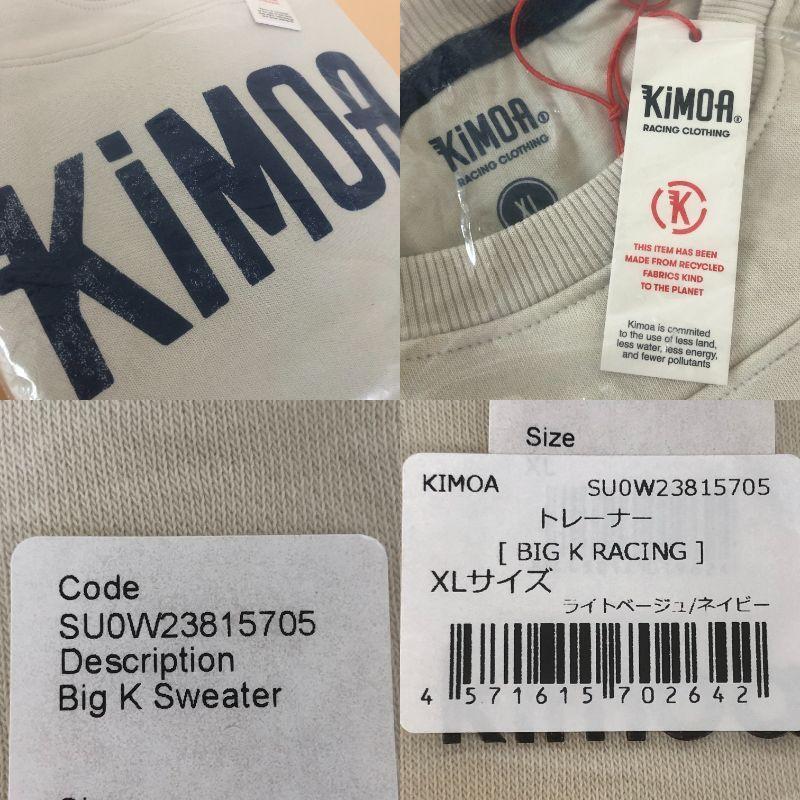 KiMOA
KiMOA®
RACING CLOTHING
XL
KiMOA®
RACING CLOTHING
K
THIS ITEM HAS BEEN
MADE FROM RECYCLED
FABRICS KIND
TO THE PLANET
Kimoa is commited
to the use of less land,
less water, less energy,
and fewer pollutants
Code
SU0W23815705
Description
Big K Sweater
Size
XL
KIMOA SU0W23815705
トレーナー
[ BIG K RACING ]
XLサイズ
ライトベージュ/ネイビー
4 571615 702642